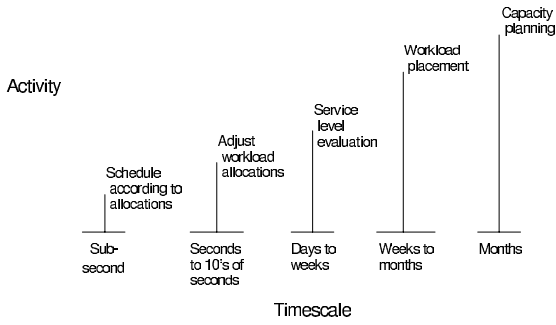 Capacity
planning
Workload
placement
Activity
Service
level
evaluation
Adjust
workload
allocations
Schedule
according to
allocations
Sub-
second
Seconds
to 10's of
seconds
Days to
weeks
Weeks to
months
Months
Timescale